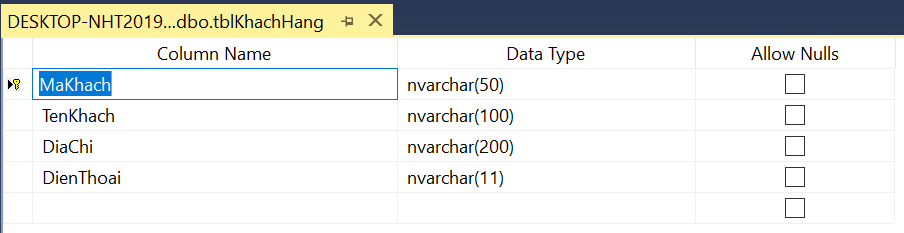 DESKTOP-NHT2019...dbo.tblKhachHang
Column Name Data Type Allow Nulls
MaKhach nvarchar(50)
TenKhach nvarchar(100)
DiaChi nvarchar(200)
DienThoai nvarchar(11)